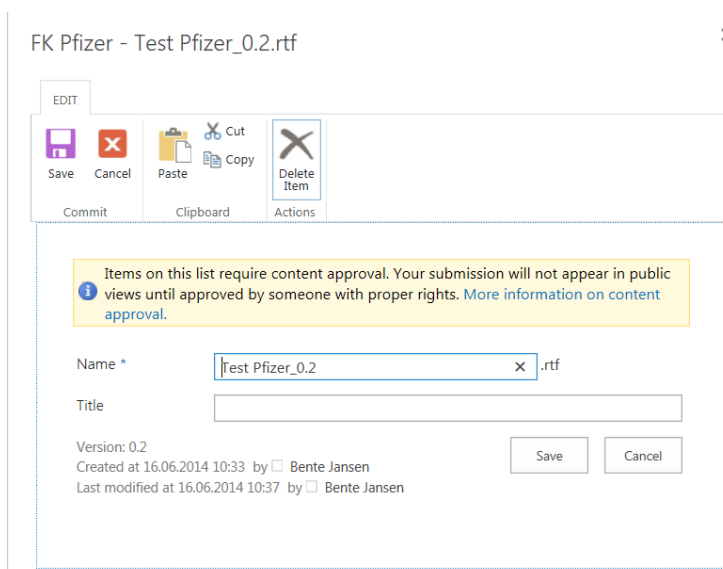 FK Pfizer - Test Pfizer_0.2.rtf
EDIT
Save
Cancel
Paste
Cut
Copy
Delete
Item
Commit
Clipboard
Actions
Items on this list require content approval. Your submission will not appear in public
views until approved by someone with proper rights. More information on content
approval.
Name *
Test Pfizer_0.2
.rtf
Title
Version: 0.2
Created at 16.06.2014 10:33 by Bente Jansen
Last modified at 16.06.2014 10:37 by Bente Jansen
Save
Cancel